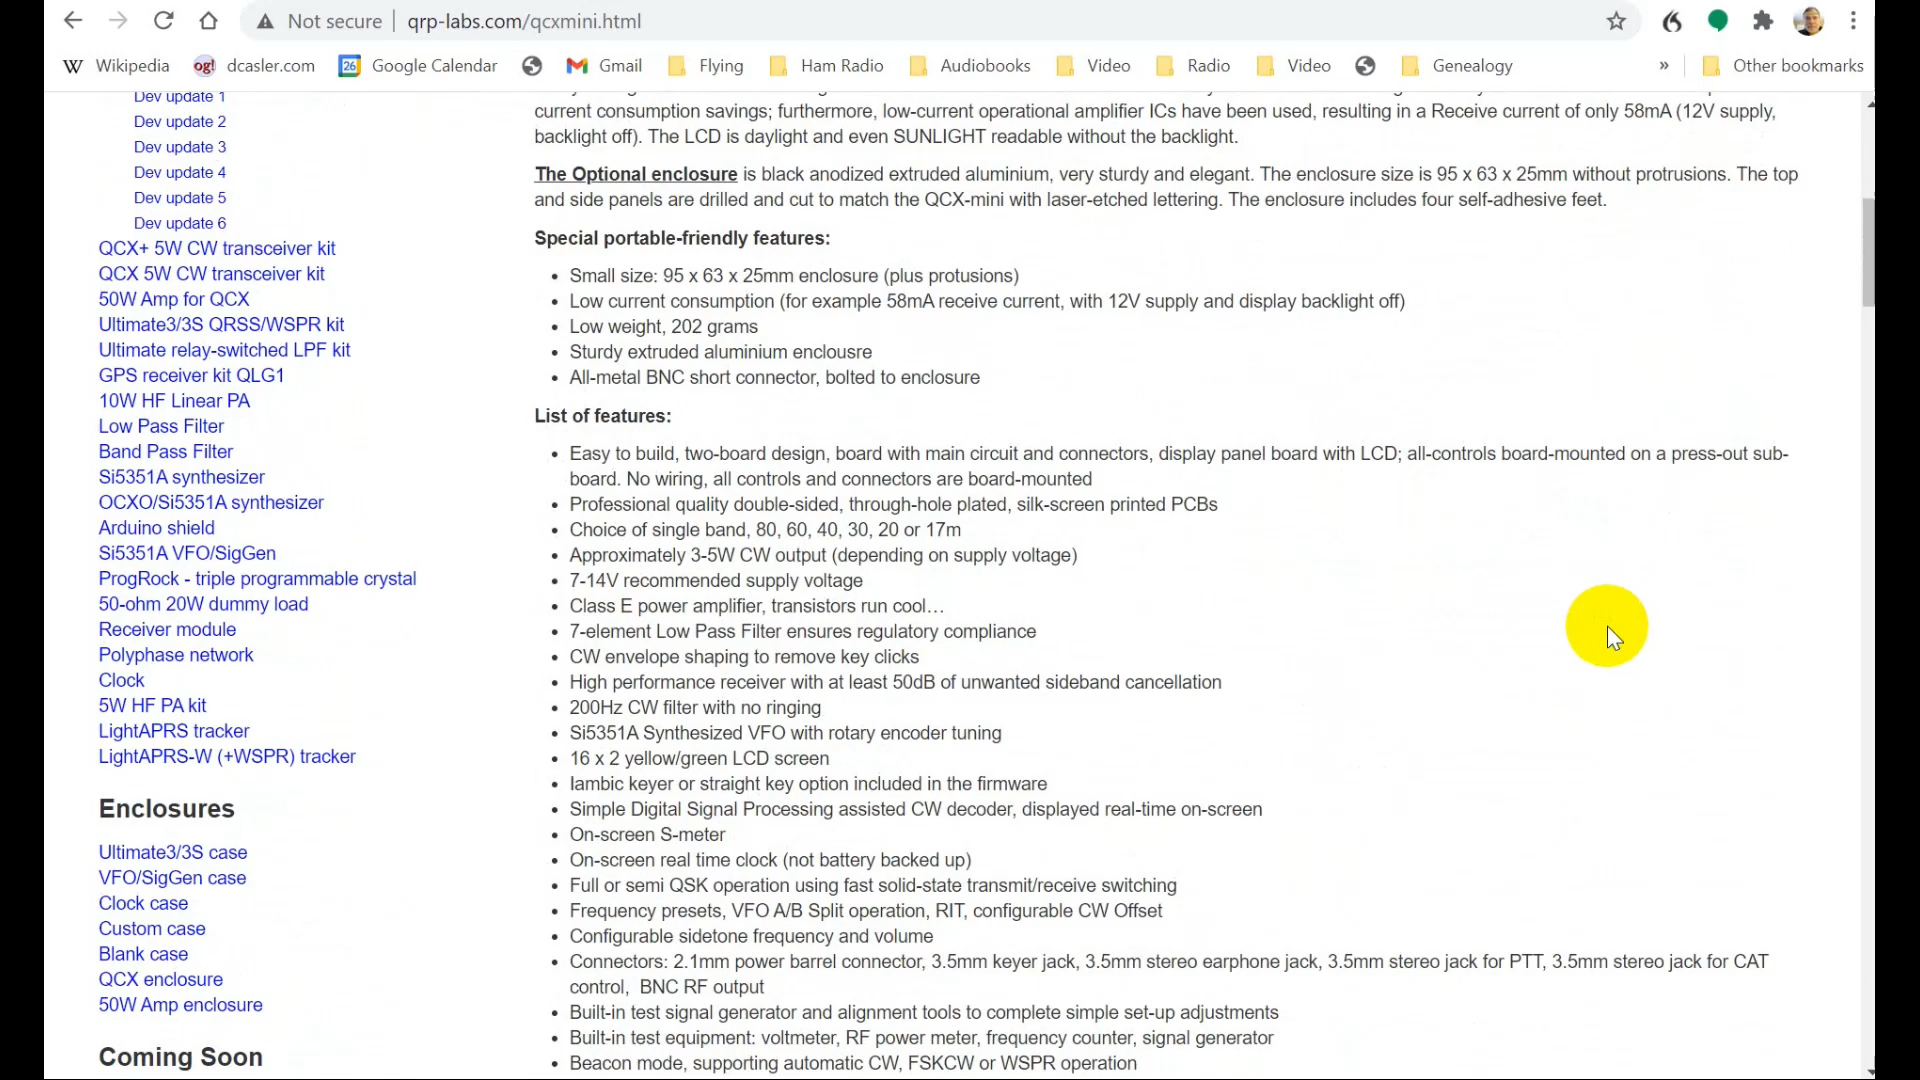 Not secure
qrp-labs.com/qcxmini.html
W Wikipedia
og! dcasler.com
26 Google Calendar
Gmail
Flying
Ham Radio
Audiobooks
Video
Radio
Video
Genealogy
»
Other bookmarks
Dev update 1
Dev update 2
Dev update 3
Dev update 4
Dev update 5
Dev update 6
QCX+ 5W CW transceiver kit
QCX 5W CW transceiver kit
50W Amp for QCX
Ultimate3/3S QRSS/WSPR kit
Ultimate relay-switched LPF kit
GPS receiver kit QLG1
10W HF Linear PA
Low Pass Filter
Band Pass Filter
Si5351A synthesizer
OCXO/Si5351A synthesizer
Arduino shield
Si5351A VFO/SigGen
ProgRock - triple programmable crystal
50-ohm 20W dummy load
Receiver module
Polyphase network
Clock
5W HF PA kit
LightAPRS tracker
LightAPRS-W (+WSPR) tracker
Enclosures
Ultimate3/3S case
VFO/SigGen case
Clock case
Custom case
Blank case
QCX enclosure
50W Amp enclosure
Coming Soon
current consumption savings; furthermore, low-current operational amplifier ICs have been used, resulting in a Receive current of only 58mA (12V supply,
backlight off). The LCD is daylight and even SUNLIGHT readable without the backlight.
The Optional enclosure is black anodized extruded aluminium, very sturdy and elegant. The enclosure size is 95 x 63 x 25mm without protrusions. The top
and side panels are drilled and cut to match the QCX-mini with laser-etched lettering. The enclosure includes four self-adhesive feet.
Special portable-friendly features:
• Small size: 95 x 63 x 25mm enclosure (plus protusions)
• Low current consumption (for example 58mA receive current, with 12V supply and display backlight off)
• Low weight, 202 grams
• Sturdy extruded aluminium enclousre
• All-metal BNC short connector, bolted to enclosure
List of features:
• Easy to build, two-board design, board with main circuit and connectors, display panel board with LCD; all-controls board-mounted on a press-out sub-
board. No wiring, all controls and connectors are board-mounted
• Professional quality double-sided, through-hole plated, silk-screen printed PCBs
• Choice of single band, 80, 60, 40, 30, 20 or 17m
• Approximately 3-5W CW output (depending on supply voltage)
• 7-14V recommended supply voltage
• Class E power amplifier, transistors run cool…
• 7-element Low Pass Filter ensures regulatory compliance
• CW envelope shaping to remove key clicks
• High performance receiver with at least 50dB of unwanted sideband cancellation
• 200Hz CW filter with no ringing
• Si5351A Synthesized VFO with rotary encoder tuning
• 16 x 2 yellow/green LCD screen
• Iambic keyer or straight key option included in the firmware
• Simple Digital Signal Processing assisted CW decoder, displayed real-time on-screen
• On-screen S-meter
• On-screen real time clock (not battery backed up)
• Full or semi QSK operation using fast solid-state transmit/receive switching
• Frequency presets, VFO A/B Split operation, RIT, configurable CW Offset
• Configurable sidetone frequency and volume
• Connectors: 2.1mm power barrel connector, 3.5mm keyer jack, 3.5mm stereo earphone jack, 3.5mm stereo jack for PTT, 3.5mm stereo jack for CAT
control,  BNC RF output
• Built-in test signal generator and alignment tools to complete simple set-up adjustments
• Built-in test equipment: voltmeter, RF power meter, frequency counter, signal generator
• Beacon mode, supporting automatic CW, FSKCW or WSPR operation